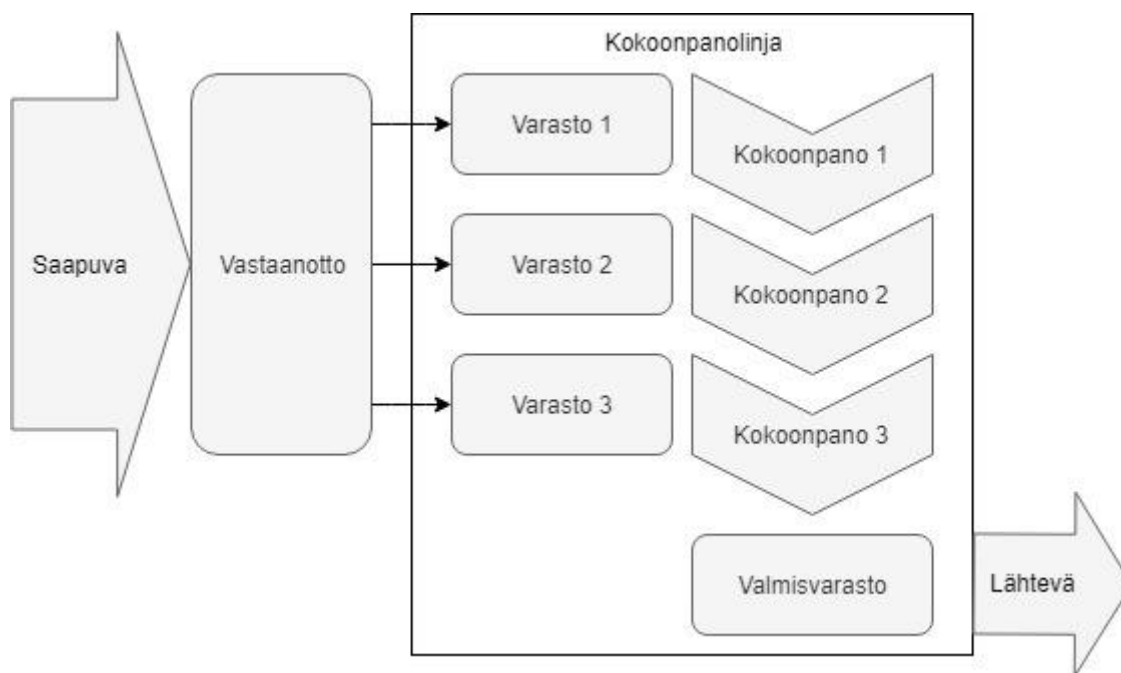 Kokoonpanolinja
Saapuva
Vastaanotto
Varasto 1
Kokoonpano 1
Varasto 2
Kokoonpano 2
Varasto 3
Kokoonpano 3
Valmisvarasto
Lähtevä